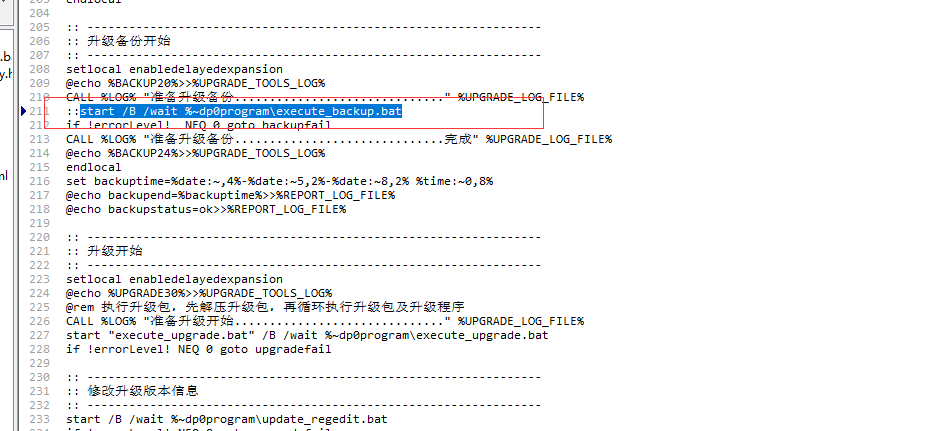 204
205 :: -----------------------------------------------------------------
206 :: 升级备份开始
207 :: -----------------------------------------------------------------
208 setlocal enabledelayedexpansion
209 @echo %BACKUP20%>>%UPGRADE_TOOLS_LOG%
210 CALL %LOG% "准备升级备份.............................." %UPGRADE_LOG_FILE%
211 ::start /B /wait %~dp0program\execute_backup.bat
212 if !errorLevel! NEQ 0 goto backupfail
213 CALL %LOG% "准备升级备份..............................完成" %UPGRADE_LOG_FILE%
214 @echo %BACKUP24%>>%UPGRADE_TOOLS_LOG%
215 endlocal
216 set backuptime=%date:~,4%-%date:~5,2%-%date:~8,2% %time:~0,8%
217 @echo backupend=%backuptime%>>%REPORT_LOG_FILE%
218 @echo backupstatus=ok>>%REPORT_LOG_FILE%
219
220 :: -----------------------------------------------------------------
221 :: 升级开始
222 :: -----------------------------------------------------------------
223 setlocal enabledelayedexpansion
224 @echo %UPGRADE30%>>%UPGRADE_TOOLS_LOG%
225 @rem 执行升级包，先解压升级包，再循环执行升级包及升级程序
226 CALL %LOG% "准备升级开始.............................." %UPGRADE_LOG_FILE%
227 start "execute_upgrade.bat" /B /wait %~dp0program\execute_upgrade.bat
228 if !errorLevel! NEQ 0 goto upgradefail
229
230 :: -----------------------------------------------------------------
231 :: 修改升级版本信息
232 :: -----------------------------------------------------------------
233 start /B /wait %~dp0program\update_regedit.bat